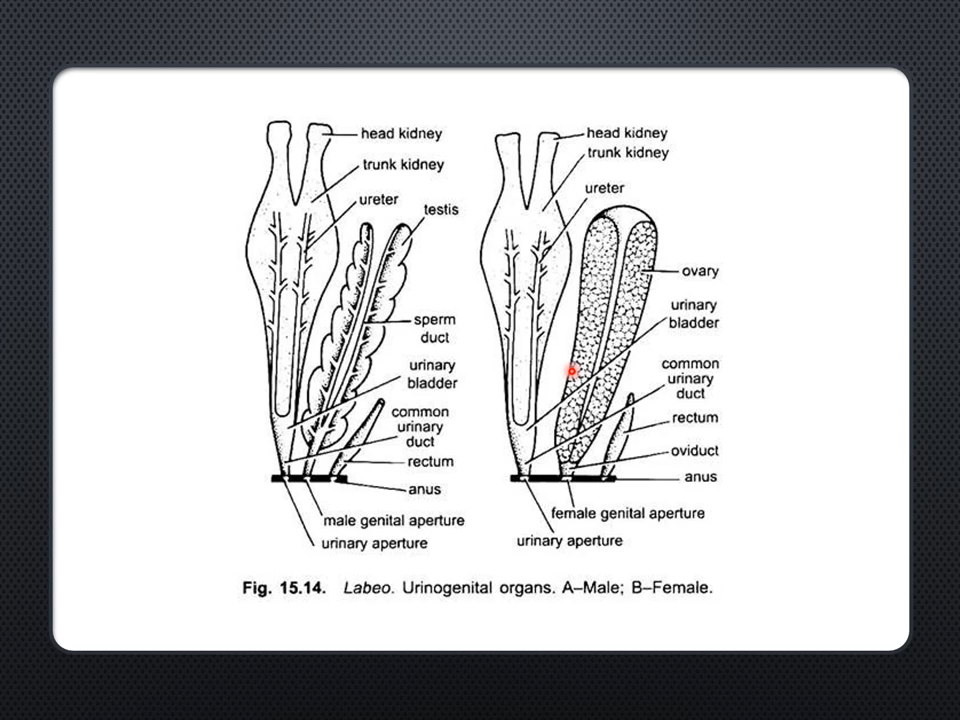 head kidney
trunk kidney
ureter
testis
sperm
duct
urinary
bladder
common
urinary
duct
rectum
anus
male genital aperture
urinary aperture
head kidney
trunk kidney
ureter
ovary
urinary
bladder
common
urinary
duct
rectum
oviduct
anus
female genital aperture
urinary aperture
Fig. 15.14. Labeo. Urinogenital organs. A–Male; B–Female.